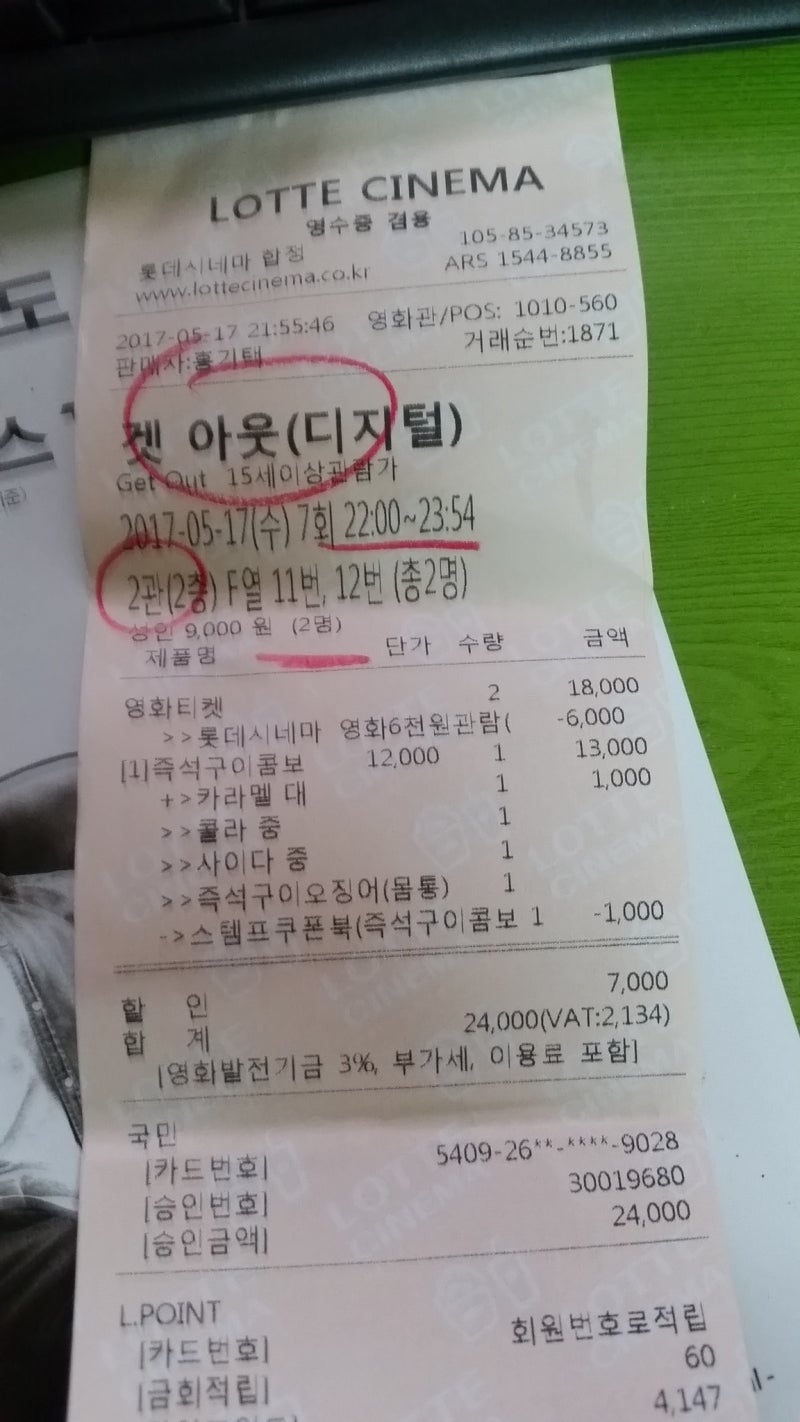 LOTTE CINEMA
영수증 겸용
롯데시네마 합정 105-85-34573
www.lottecinema.co.kr ARS 1544-8855
2017-05-17 21:55:46 영화관/POS: 1010-560
판매자:홍기택 거래순번:1871
겟 아웃(디지털)
Get Out 15세이상관람가
2017-05-17(수) 7회 22:00~23:54
2관(2층) F열 11번, 12번 (총2명)
성인 9,000 원 (2명)
제품명 단가 수량 금액
영화티켓 2 18,000
>>롯데시네마 영화6천원관람( -6,000
[1]즉석구이콤보 12,000 1 13,000
+>카라멜 대 1 1,000
>>콜라 중 1
>>사이다 중 1
>>즉석구이오징어(몸통) 1
->스템프쿠폰북(즉석구이콤보 1 -1,000
할 인 7,000
합 계 24,000(VAT:2,134)
[영화발전기금 3%, 부가세, 이용료 포함]
국민
[카드번호] 5409-26**-****-9028
[승인번호] 30019680
[승인금액] 24,000
L.POINT
[카드번호] 회원번호로적립
[금회적립] 60
4,147
도
스